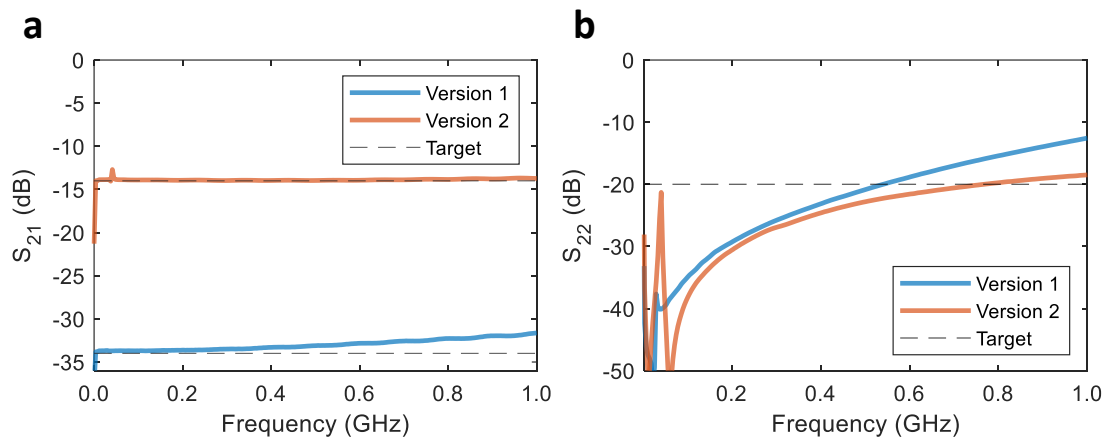 a
0
-5
-10
-15
-20
-25
-30
-35
S21 (dB)
0.0
0.2
0.4
0.6
0.8
1.0
Frequency (GHz)
Version 1
Version 2
Target
b
0
-10
-20
-30
-40
-50
S22 (dB)
0.2
0.4
0.6
0.8
1.0
Frequency (GHz)
Version 1
Version 2
Target